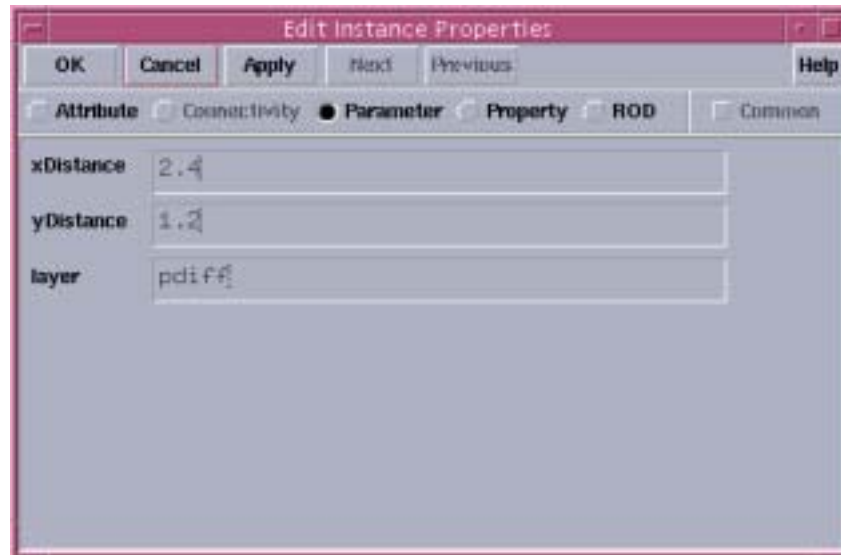 Edit Instance Properties
OK Cancel Apply Next Previous Help
Attribute Connectivity Parameter Property ROD Common
xDistance 2.4
yDistance 1.2
layer pdiff